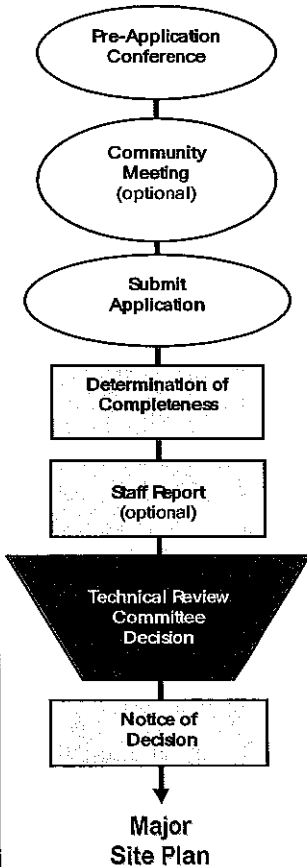 Pre-Application
Conference
Community
Meeting
(optional)
Submit
Application
Determination of
Completeness
Staff Report
(optional)
Technical Review
Committee
Decision
Notice of
Decision
Major
Site Plan